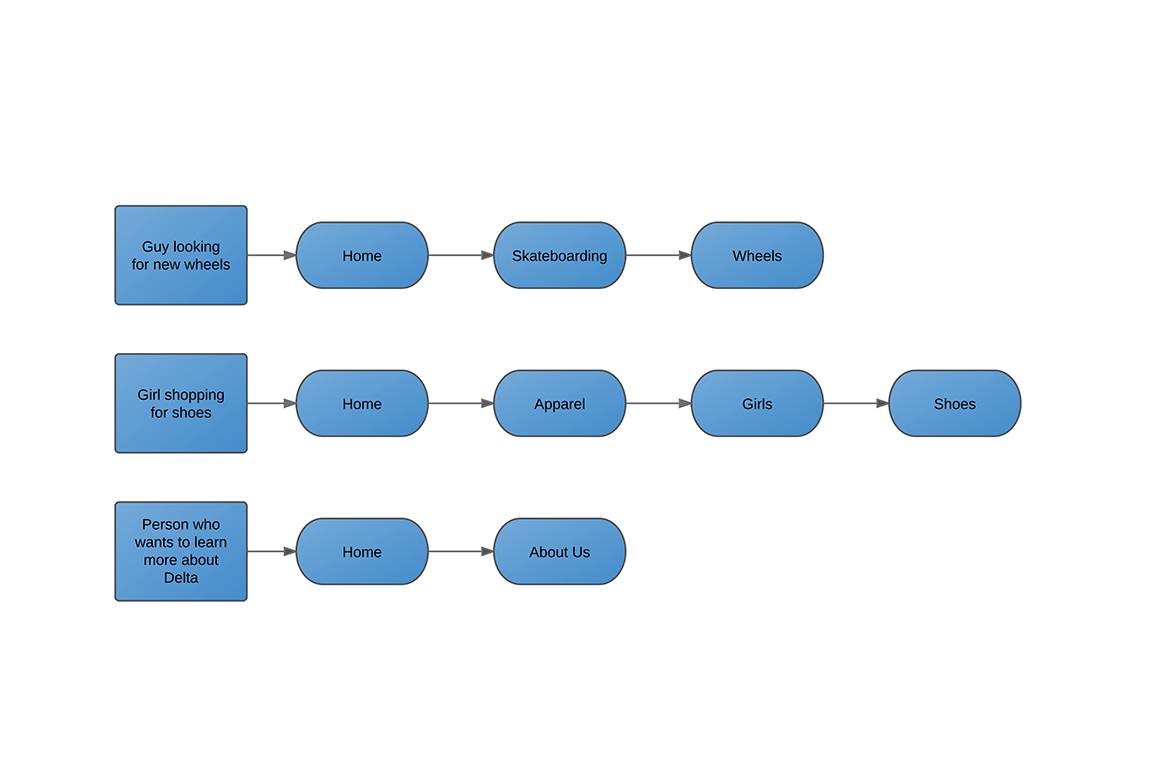 Guy looking
for new wheels
Home
Skateboarding
Wheels
Girl shopping
for shoes
Home
Apparel
Girls
Shoes
Person who
wants to learn
more about
Delta
Home
About Us